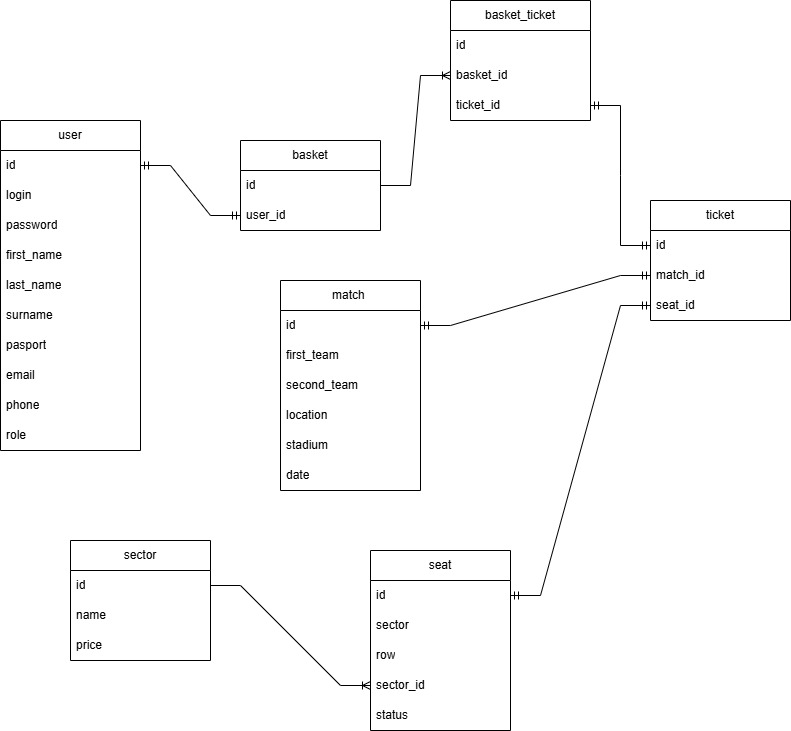 basket_ticket
id
basket_id
ticket_id
user
id
login
password
first_name
last_name
surname
pasport
email
phone
role
basket
id
user_id
ticket
id
match_id
seat_id
match
id
first_team
second_team
location
stadium
date
sector
id
name
price
seat
id
sector
row
sector_id
status